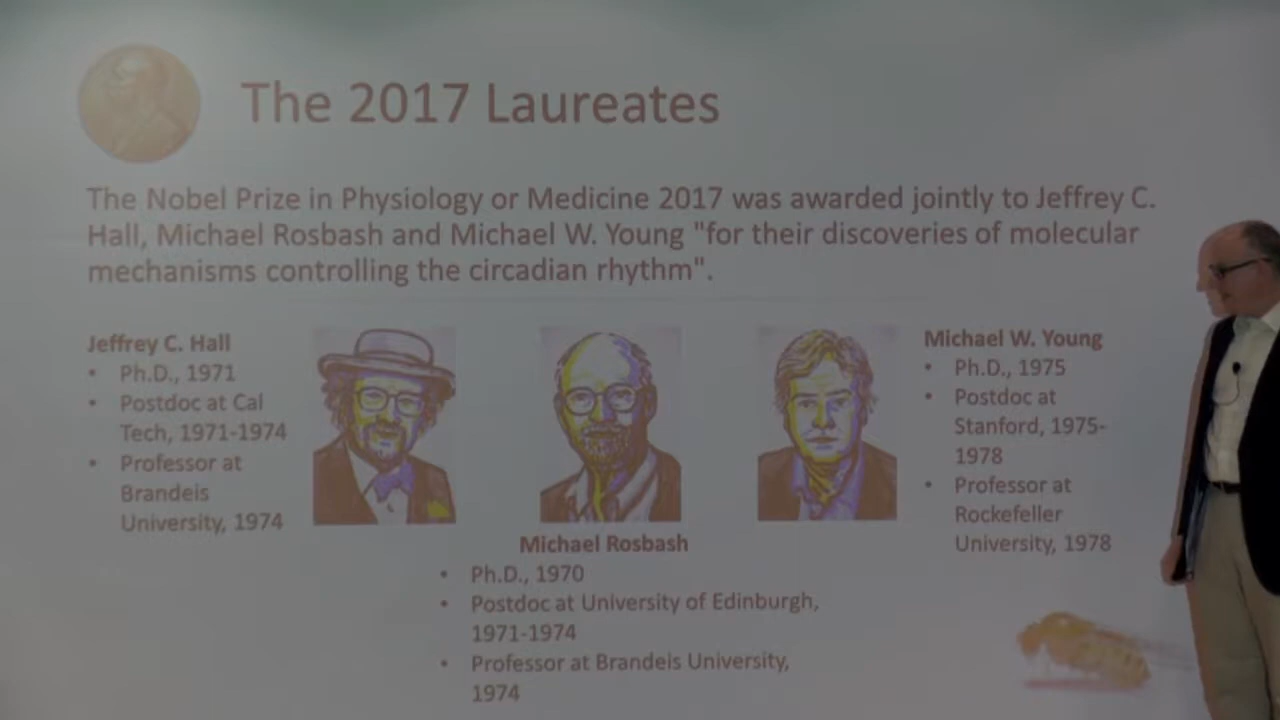 The 2017 Laureates
The Nobel Prize in Physiology or Medicine 2017 was awarded jointly to Jeffrey C.
Hall, Michael Rosbash and Michael W. Young "for their discoveries of molecular
mechanisms controlling the circadian rhythm".
Jeffrey C. Hall
• Ph.D., 1971
• Postdoc at Cal
Tech, 1971-1974
• Professor at
Brandeis
University, 1974
Michael Rosbash
• Ph.D., 1970
• Postdoc at University of Edinburgh,
1971-1974
• Professor at Brandeis University,
1974
Michael W. Young
• Ph.D., 1975
• Postdoc at
Stanford, 1975-
1978
• Professor at
Rockefeller
University, 1978